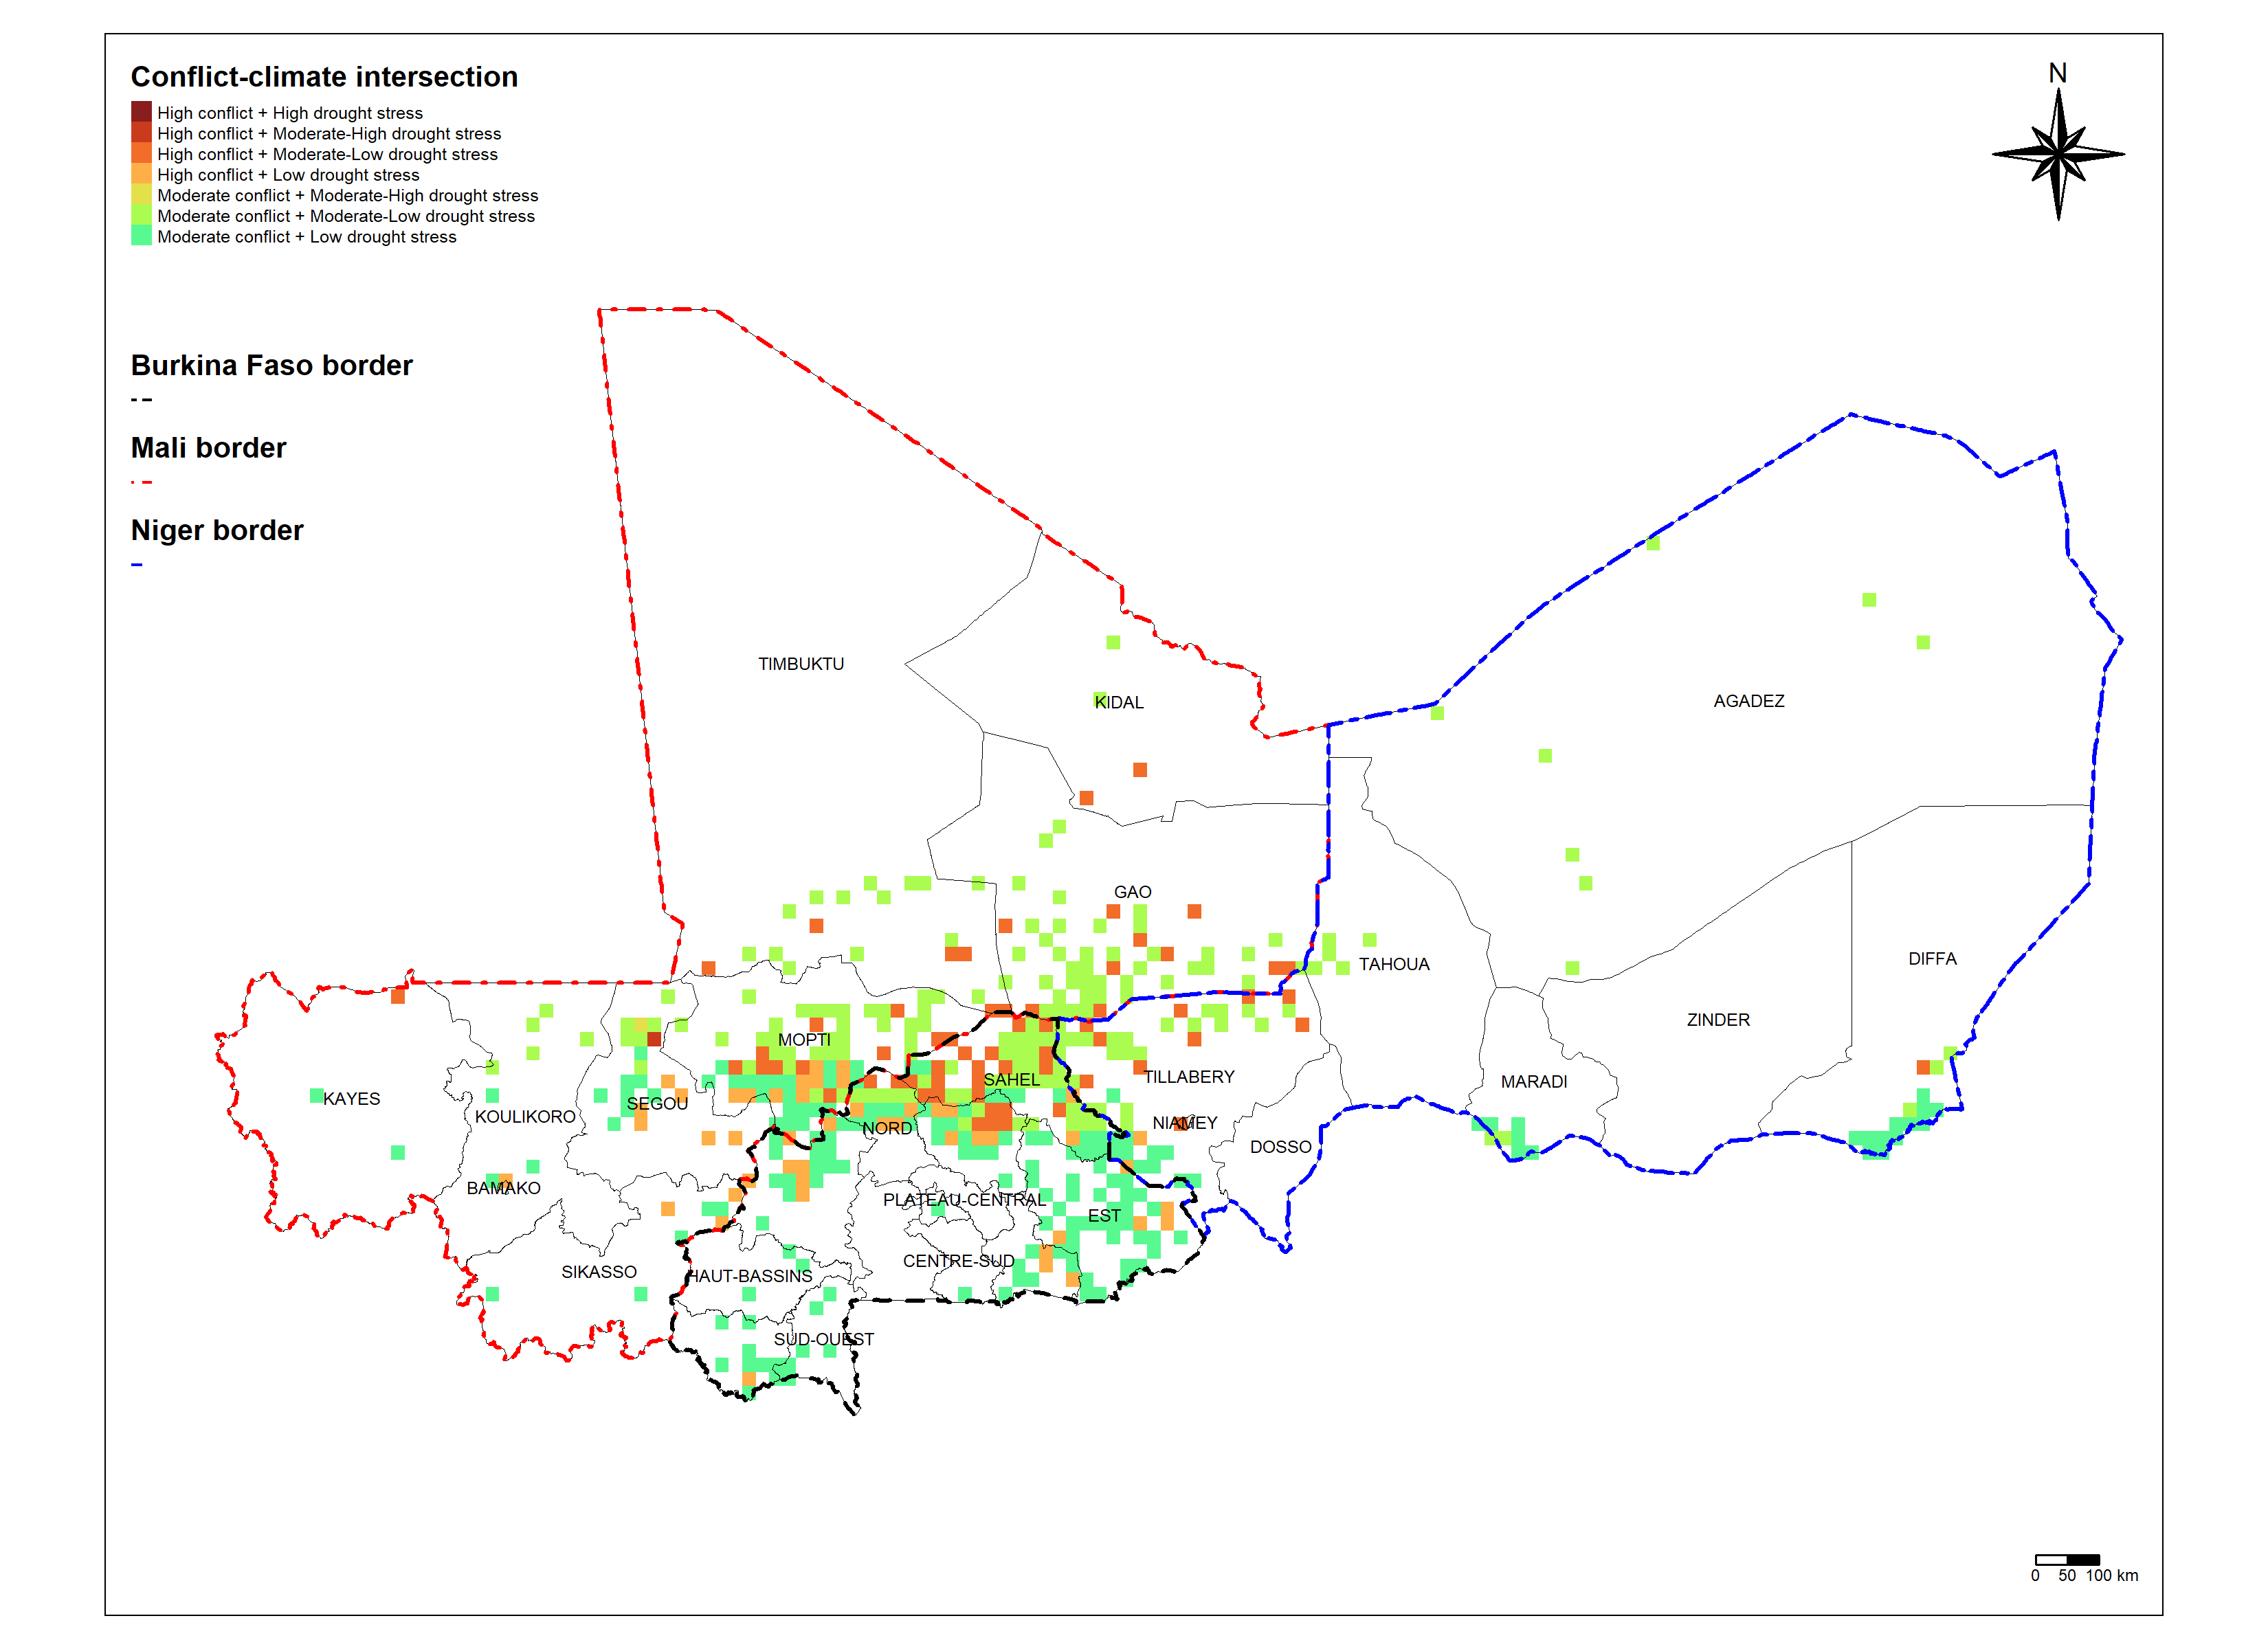 Conflict-climate intersection
High conflict + High drought stress
High conflict + Moderate-High drought stress
High conflict + Moderate-Low drought stress
High conflict + Low drought stress
Moderate conflict + Moderate-High drought stress
Moderate conflict + Moderate-Low drought stress
Moderate conflict + Low drought stress
N
Burkina Faso border
Mali border
Niger border
TIMBUKTU
KIDAL
AGADEZ
GAO
TAHOUA
DIFFA
ZINDER
MOPTI
SAHEL
TILLABERY
MARADI
KAYES
SEGOU
KOULIKORO
NORD
NIAMEY
DOSSO
BAMAKO
PLATEAU-CENTRAL
EST
CENTRE-SUD
SIKASSO
HAUT-BASSINS
SUD-OUEST
0 50 100 km